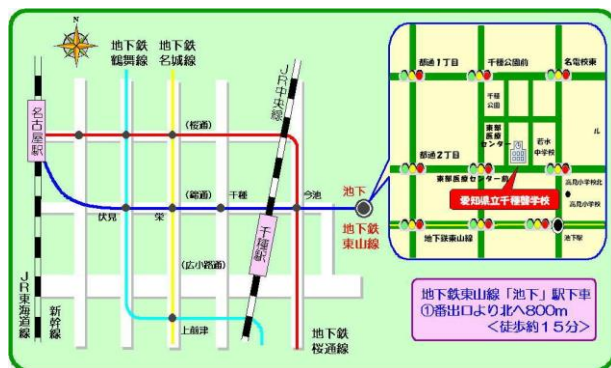 N
地下鉄
鶴舞線
地下鉄
名城線
JR中央線
名古屋駅
(桜通)
(錦通)
千種
今池
池下
地下鉄
東山線
伏見
栄
千種駅
(広小路通)
上前津
地下鉄
桜通線
JR東海道線
新幹線
都通1丁目
千種公園前
名電校東
千種
公園
東部
医療
センター
若水
中学校
都通2丁目
東部医療センター前
愛知県立千種聾学校
高見小学校北
高見小学校
地下鉄東山線
池下駅
地下鉄東山線「池下」駅下車
①番出口より北へ800m
<徒歩約15分>